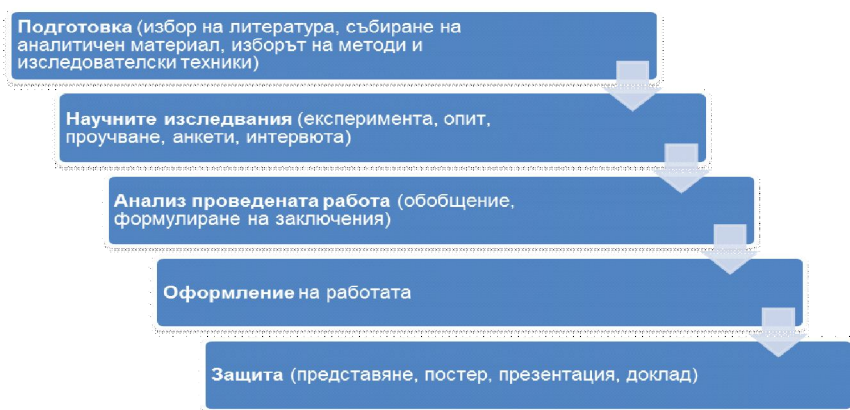 Подготовка (избор на литература, събиране на
аналитичен материал, изборът на методи и
изследователски техники)
Научните изследвания (експеримента, опит,
проучване, анкети, интервюта)
Анализ проведената работа (обобщение,
формулиране на заключения)
Оформление на работата
Защита (представяне, постер, презентация, доклад)